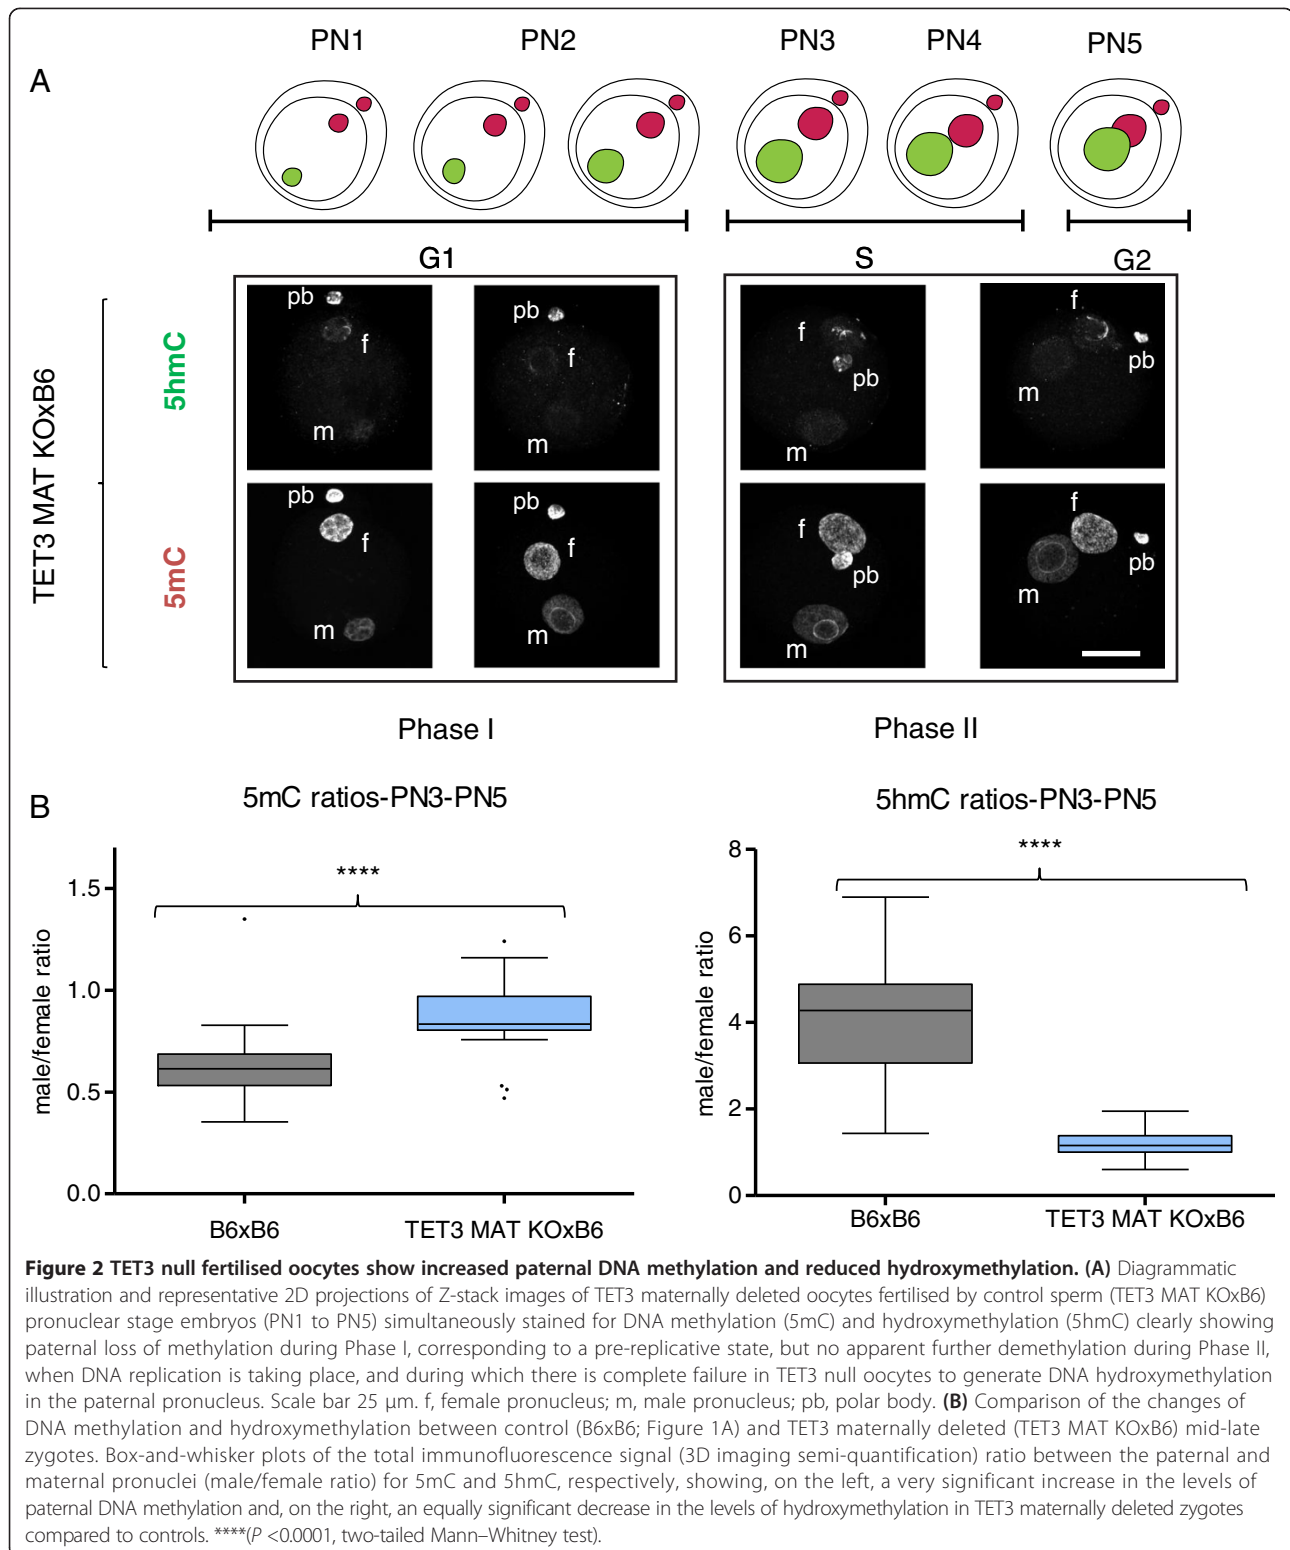 PN1 PN2 PN3 PN4 PN5
A
G1 S G2
TET3 MAT KOxB6
5hmC
pb f m
pb f m
f pb m
f pb m
5mC
pb f m
pb f m
f pb m
f pb m
Phase I Phase II
B
5mC ratios-PN3-PN5
****
male/female ratio
1.5
1.0
0.5
0.0
B6xB6 TET3 MAT KOxB6
5hmC ratios-PN3-PN5
****
male/female ratio
8
6
4
2
0
B6xB6 TET3 MAT KOxB6
Figure 2 TET3 null fertilised oocytes show increased paternal DNA methylation and reduced hydroxymethylation. (A) Diagrammatic
illustration and representative 2D projections of Z-stack images of TET3 maternally deleted oocytes fertilised by control sperm (TET3 MAT KOxB6)
pronuclear stage embryos (PN1 to PN5) simultaneously stained for DNA methylation (5mC) and hydroxymethylation (5hmC) clearly showing
paternal loss of methylation during Phase I, corresponding to a pre-replicative state, but no apparent further demethylation during Phase II,
when DNA replication is taking place, and during which there is complete failure in TET3 null oocytes to generate DNA hydroxymethylation
in the paternal pronucleus. Scale bar 25 μm. f, female pronucleus; m, male pronucleus; pb, polar body. (B) Comparison of the changes of
DNA methylation and hydroxymethylation between control (B6xB6; Figure 1A) and TET3 maternally deleted (TET3 MAT KOxB6) mid-late
zygotes. Box-and-whisker plots of the total immunofluorescence signal (3D imaging semi-quantification) ratio between the paternal and
maternal pronuclei (male/female ratio) for 5mC and 5hmC, respectively, showing, on the left, a very significant increase in the levels of
paternal DNA methylation and, on the right, an equally significant decrease in the levels of hydroxymethylation in TET3 maternally deleted zygotes
compared to controls. ****(P <0.0001, two-tailed Mann–Whitney test).